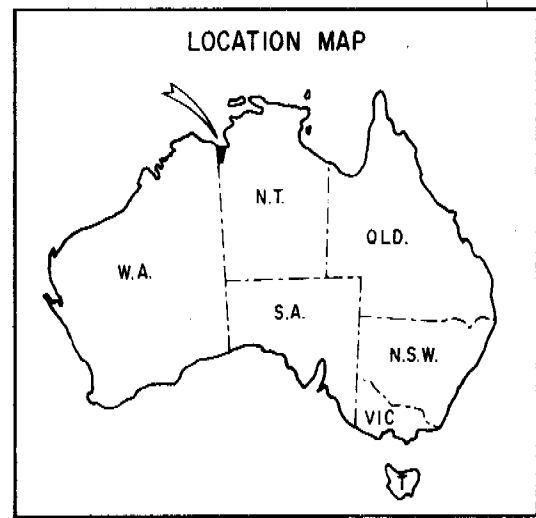 LOCATION MAP
N.T.
QLD.
W.A.
S.A.
N.S.W.
VIC
T